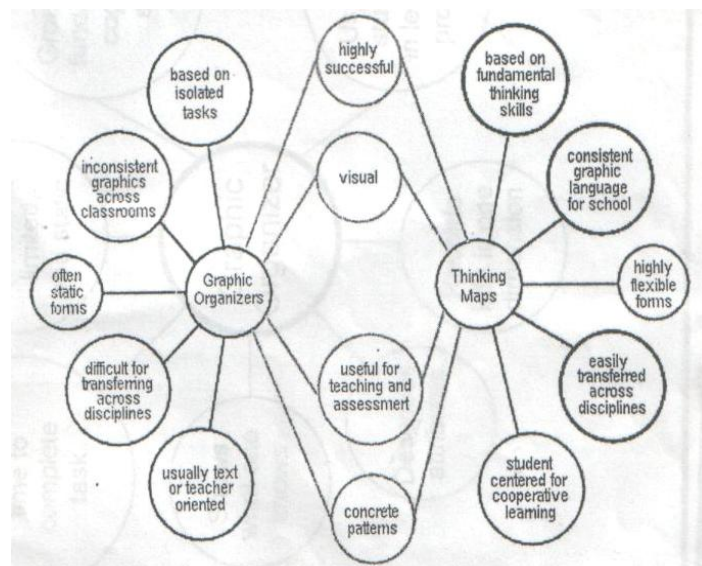 highly
successful
based on
isolated
tasks
based on
fundamental
thinking
skills
inconsistent
graphics
across
classrooms
visual
consistent
graphic
language
for school
often
static
forms
Graphic
Organizers
Thinking
Maps
highly
flexible
forms
difficult for
transferring
across
disciplines
useful for
teaching and
assessmert
easily
transferred
across
disciplines
usually text
or teacher
oriented
concrete
patterns
student
centered for
cooperative
learning